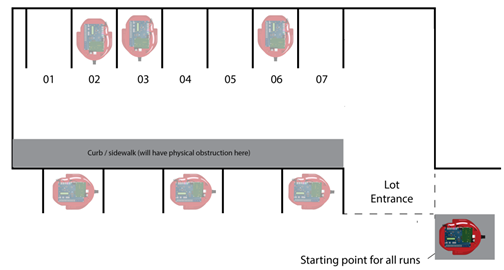 01 02 03 04 05 06 07
Curb / sidewalk (will have physical obstruction here)
Lot
Entrance
Starting point for all runs